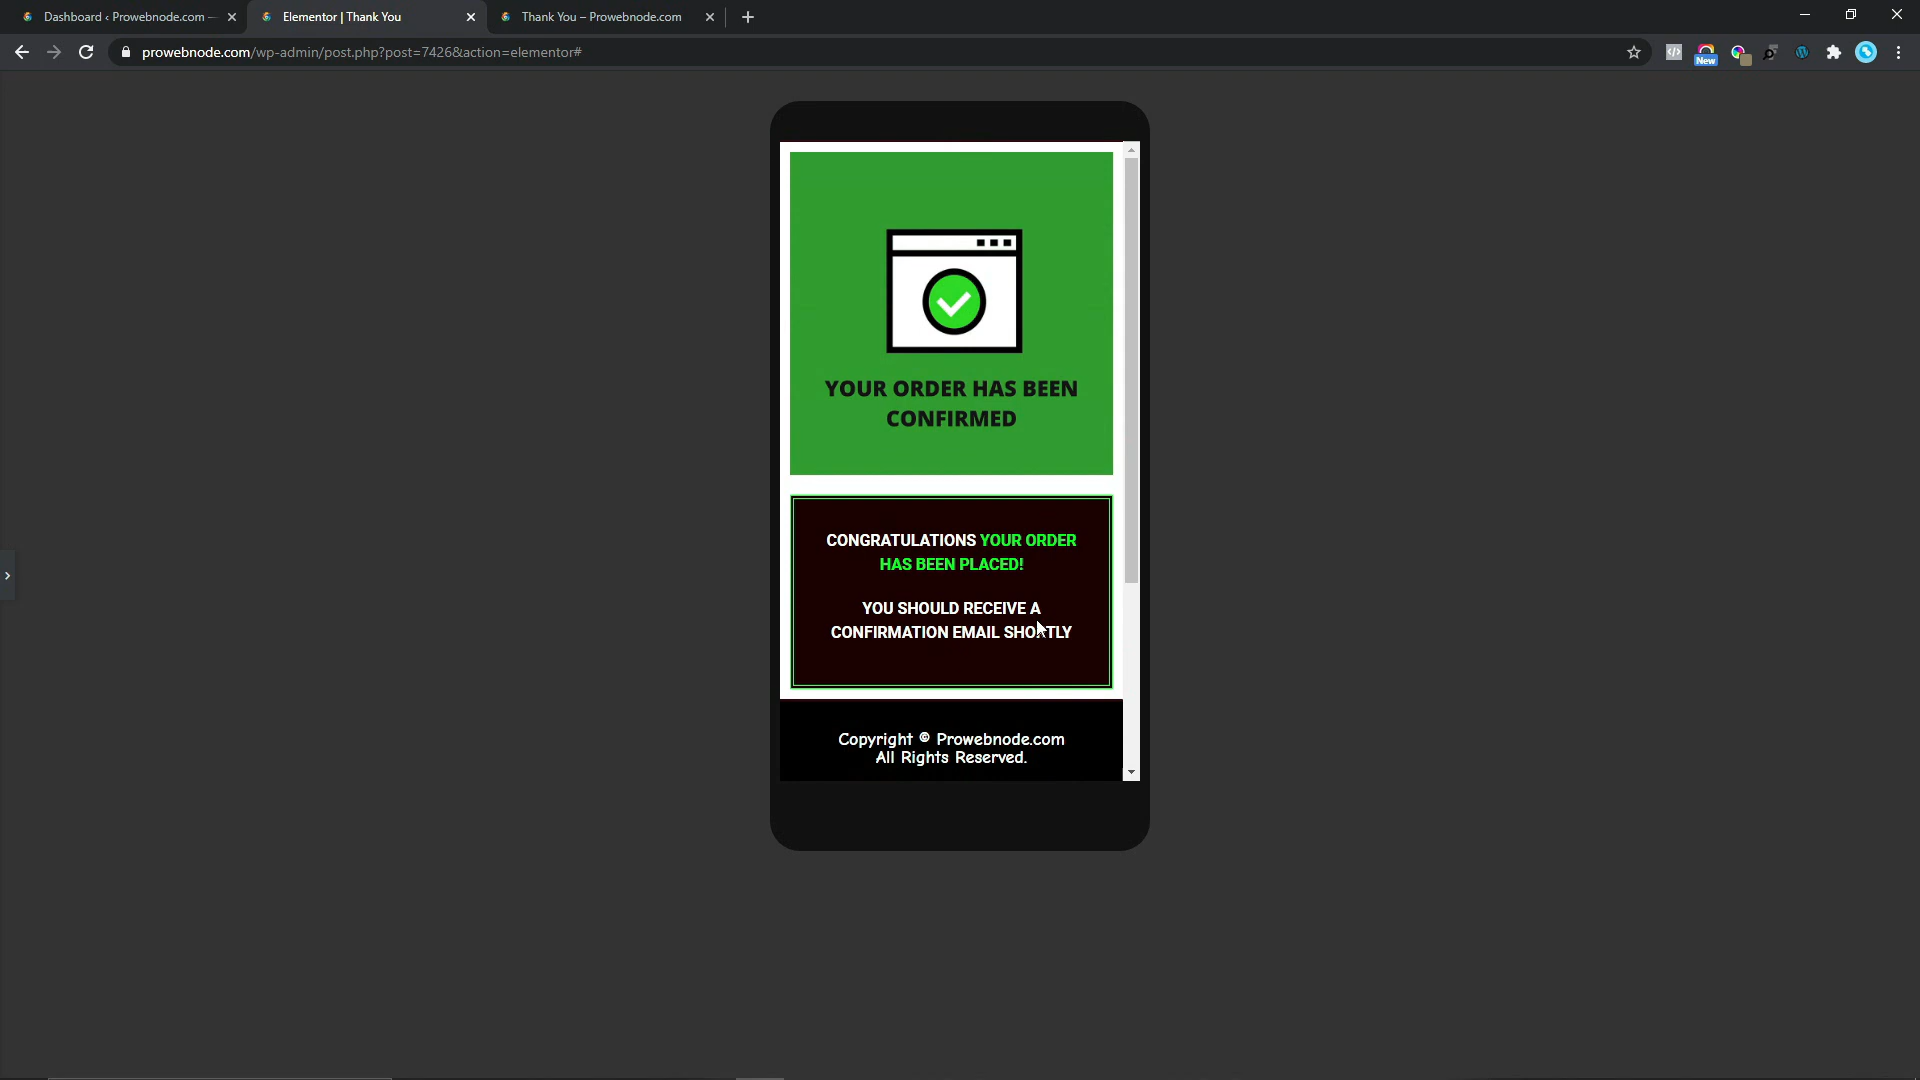 Dashboard ‹ Prowebnode.com —
Elementor | Thank You
Thank You – Prowebnode.com
prowebnode.com/wp-admin/post.php?post=7426&action=elementor#
New
YOUR ORDER HAS BEEN
CONFIRMED
CONGRATULATIONS YOUR ORDER
HAS BEEN PLACED!
YOU SHOULD RECEIVE A
CONFIRMATION EMAIL SHORTLY
Copyright © Prowebnode.com
All Rights Reserved.